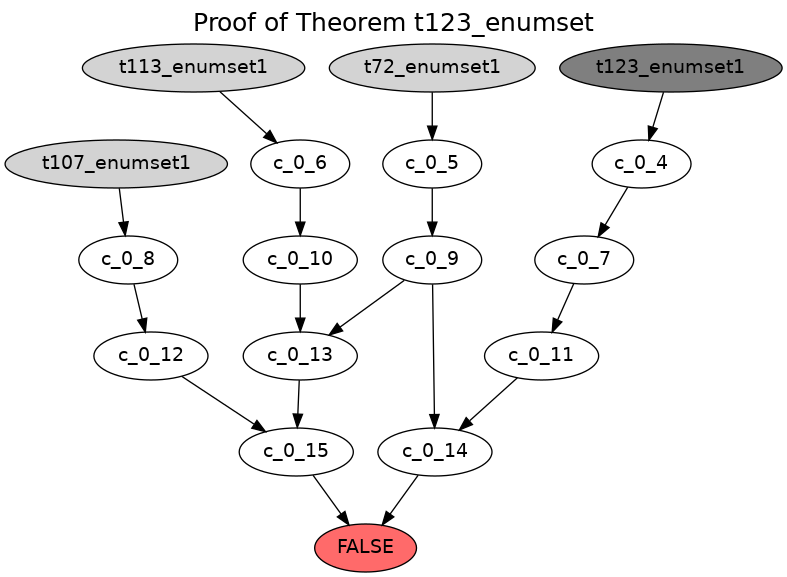 Proof of Theorem t123_enumset
t113_enumset1
t72_enumset1
t123_enumset1
t107_enumset1
c_0_6
c_0_5
c_0_4
c_0_8
c_0_10
c_0_9
c_0_7
c_0_12
c_0_13
c_0_11
c_0_15
c_0_14
FALSE